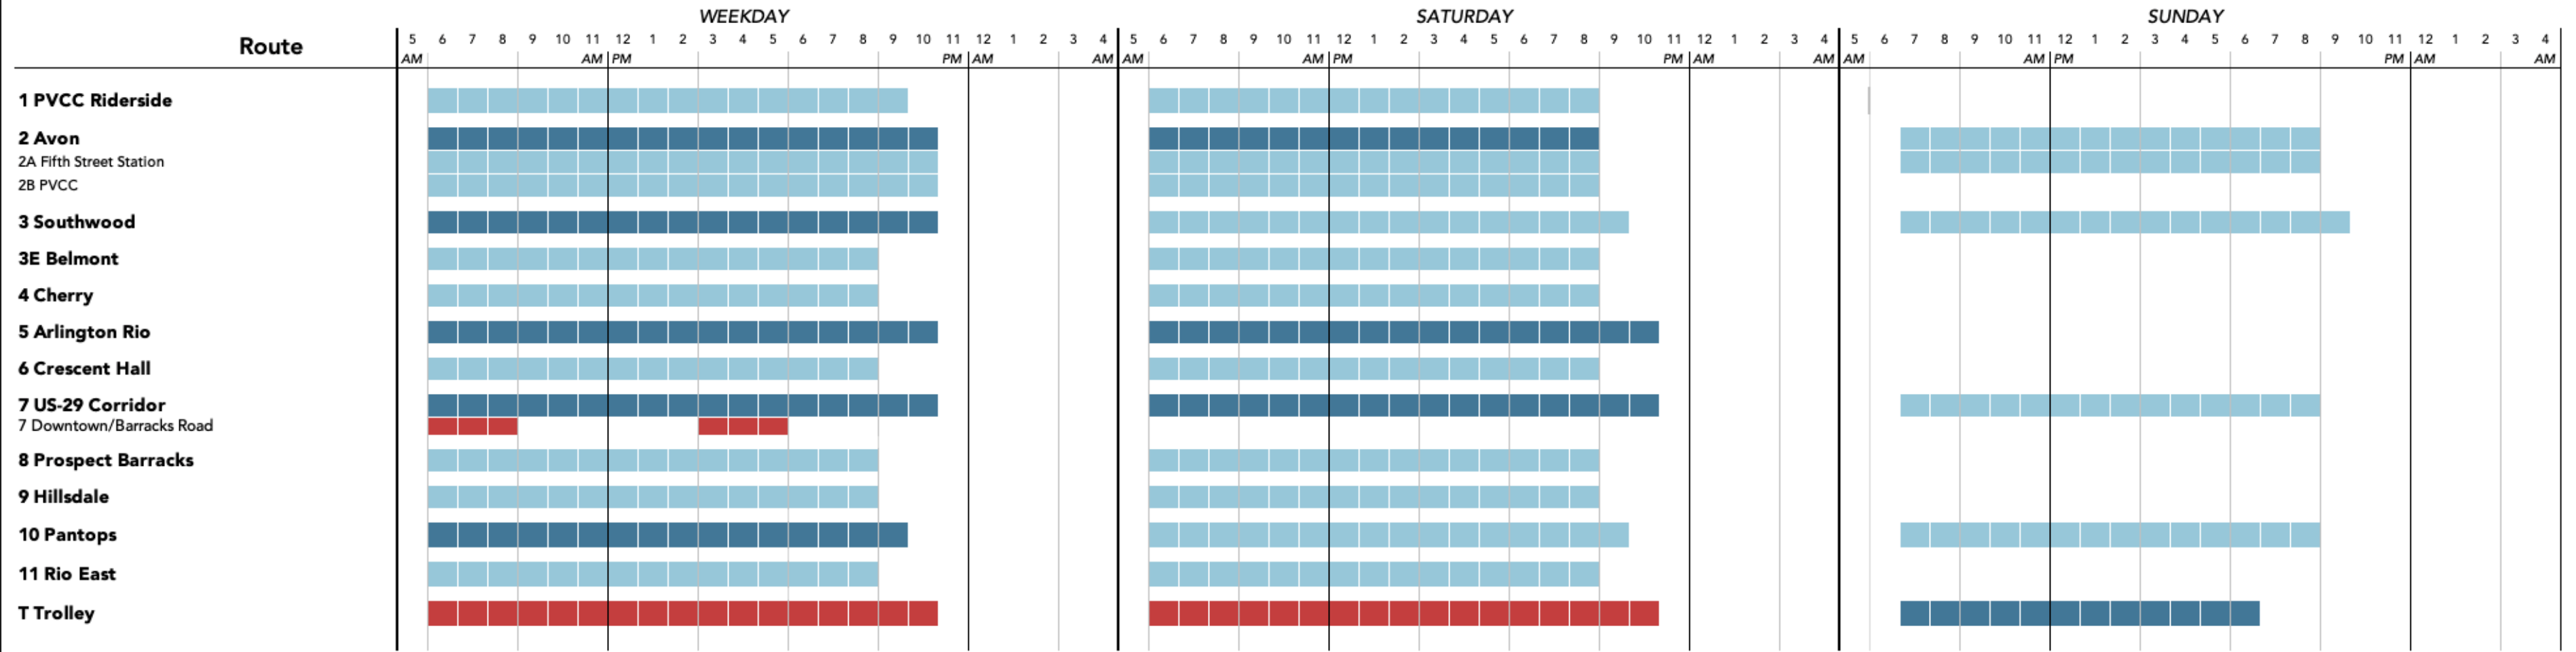 WEEKDAY SATURDAY SUNDAY
Route 5 6 7 8 9 10 11 12 1 2 3 4 5 6 7 8 9 10 11 12 1 2 3 4 5 6 7 8 9 10 11 12 1 2 3 4 5 6 7 8 9 10 11 12 1 2 3 4 5 6 7 8 9 10 11 12 1 2 3 4 5 6 7 8 9 10 11 12 1 2 3 4
AM AM PM PM AM AM AM AM PM PM AM AM AM AM PM PM AM AM
1 PVCC Riderside
2 Avon
2A Fifth Street Station
2B PVCC
3 Southwood
3E Belmont
4 Cherry
5 Arlington Rio
6 Crescent Hall
7 US-29 Corridor
7 Downtown/Barracks Road
8 Prospect Barracks
9 Hillsdale
10 Pantops
11 Rio East
T Trolley